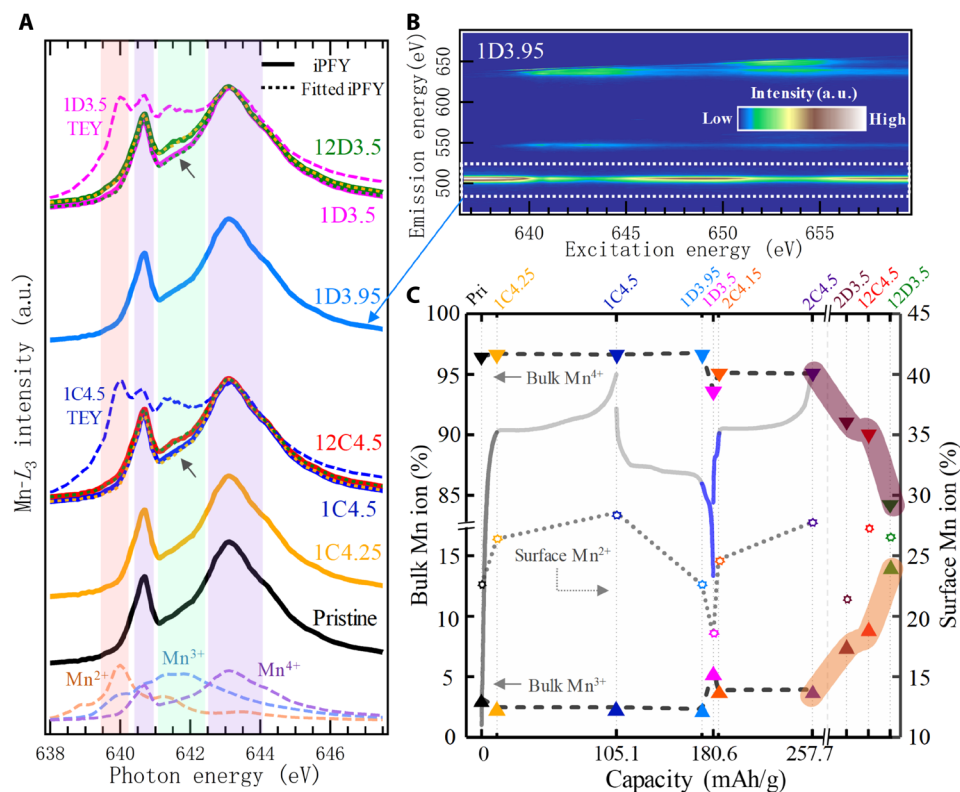 A
iPFY
Fitted iPFY
1D3.5
TEY
12D3.5
1D3.5
1D3.95
1C4.5
TEY
12C4.5
1C4.5
1C4.25
Pristine
Mn2+
Mn3+
Mn4+
Mn-L3 intensity (a.u.)
638 640 642 644 646
Photon energy (eV)
B
1D3.95
Intensity (a.u.)
Low High
Emission energy(eV)
650
600
550
500
640 645 650 655
Excitation energy (eV)
C
Pri 1C4.25 1C4.5 1D3.95 1D3.5 2C4.15 2C4.5 2D3.5 12C4.5 12D3.5
100
95
90
85
15
10
5
0
Bulk Mn ion (%)
Bulk Mn4+
Surface Mn2+
Bulk Mn3+
45
40
35
30
25
20
15
10
Surface Mn ion (%)
0 105.1 180.6 257.7
Capacity (mAh/g)